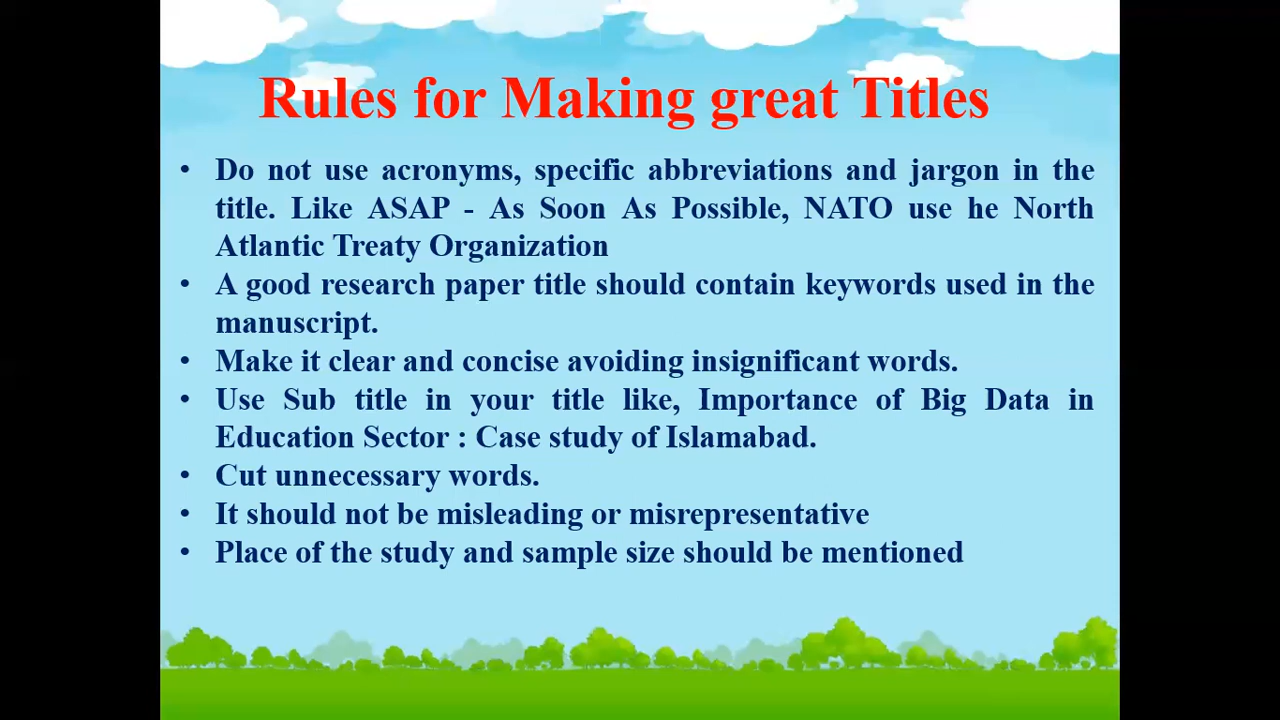 Rules for Making great Titles
• Do not use acronyms, specific abbreviations and jargon in the
title. Like ASAP - As Soon As Possible, NATO use he North
Atlantic Treaty Organization
• A good research paper title should contain keywords used in the
manuscript.
• Make it clear and concise avoiding insignificant words.
• Use Sub title in your title like, Importance of Big Data in
Education Sector : Case study of Islamabad.
• Cut unnecessary words.
• It should not be misleading or misrepresentative
• Place of the study and sample size should be mentioned